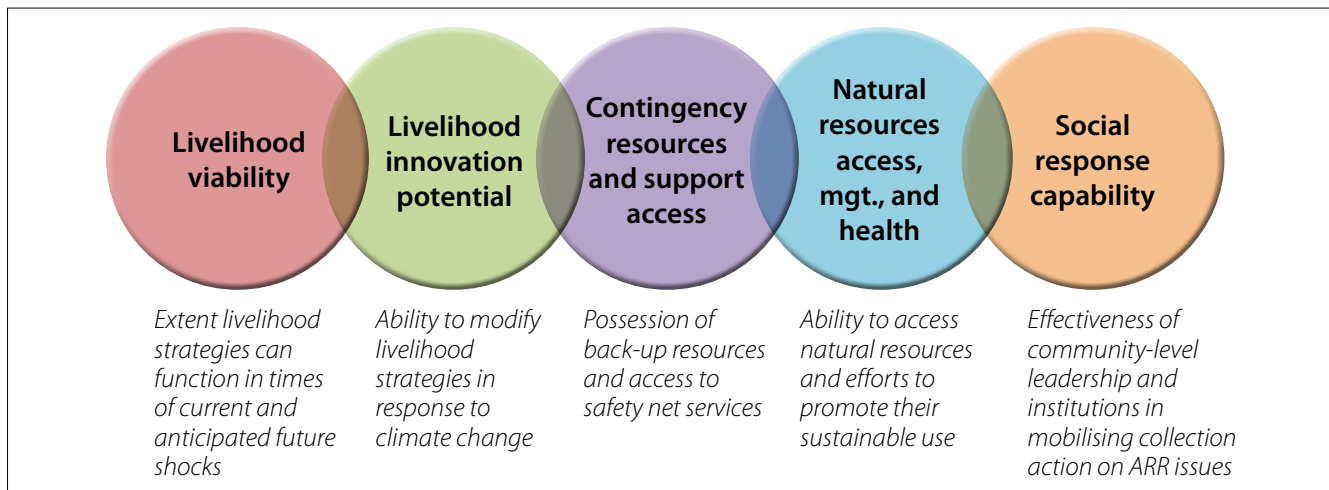 Livelihood
viability
Livelihood
innovation
potential
Contingency
resources
and support
access
Natural
resources
access,
mgt., and
health
Social
response
capability
Extent livelihood
strategies can
function in times
of current and
anticipated future
shocks
Ability to modify
livelihood
strategies in
response to
climate change
Possession of
back-up resources
and access to
safety net services
Ability to access
natural resources
and efforts to
promote their
sustainable use
Effectiveness of
community-level
leadership and
institutions in
mobilising collection
action on ARR issues